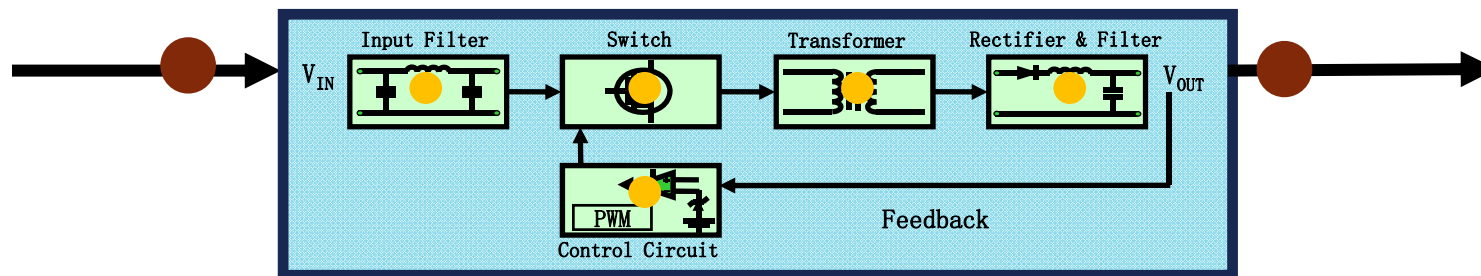 Input Filter
Switch
Transformer
Rectifier & Filter
VIN
VOUT
PWM
Feedback
Control Circuit